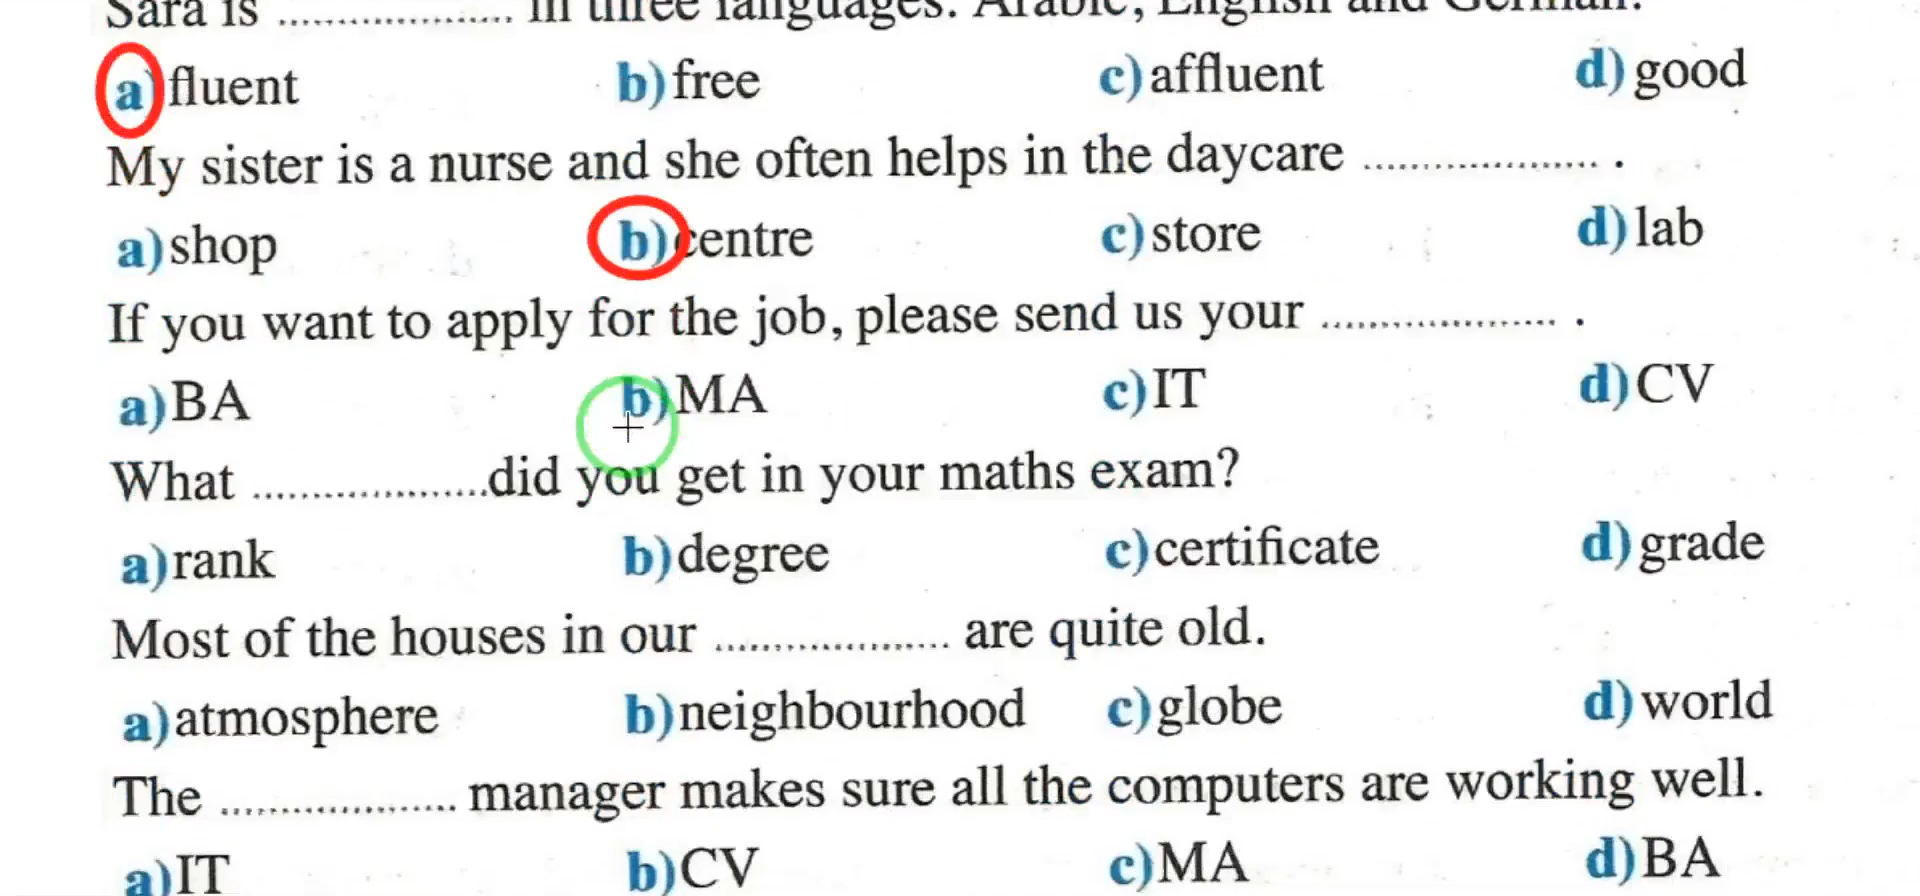 Sara is .................... in three languages. Arabic, English and German.
a) fluent b) free c) affluent d) good
My sister is a nurse and she often helps in the daycare .................... .
a) shop b) centre c) store d) lab
If you want to apply for the job, please send us your .................... .
a) BA b) MA c) IT d) CV
What ....................did you get in your maths exam?
a) rank b) degree c) certificate d) grade
Most of the houses in our .................... are quite old.
a) atmosphere b) neighbourhood c) globe d) world
The .................... manager makes sure all the computers are working well.
a) IT b) CV c) MA d) BA